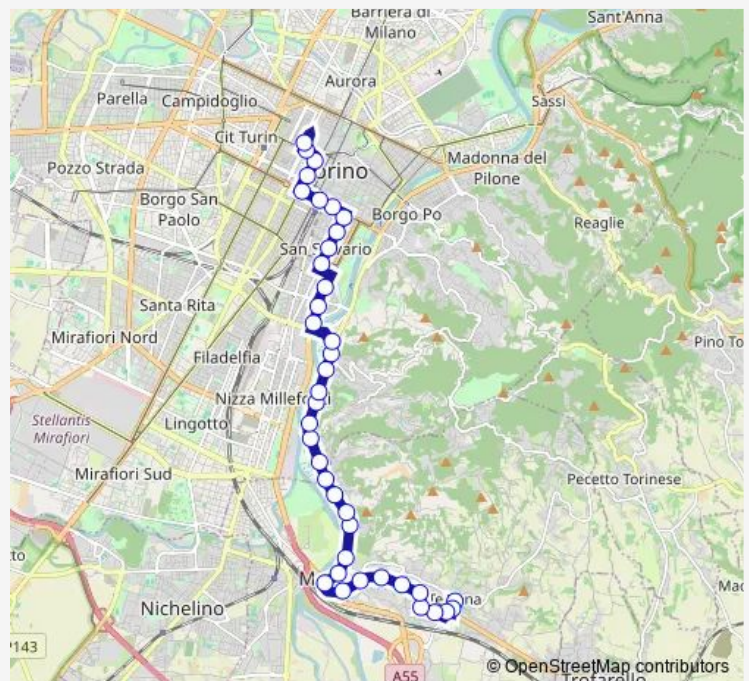 Barriera di
Milano
Sant'Anna
Aurora
Parella
Campidoglio
Sassi
Cit Turin
Madonna del
Pilone
Pozzo Strada
Borgo San
Paolo
Borgo Po
Reaglie
San
Santa Rita
Mirafiori Nord
Pino To
Filadelfia
Nizza Millefo
Stellantis
Mirafiori
Lingotto
Mirafiori Sud
Pecetto Torinese
Nichelino
P143
A55
Trofarello
© OpenStreetMap contributors